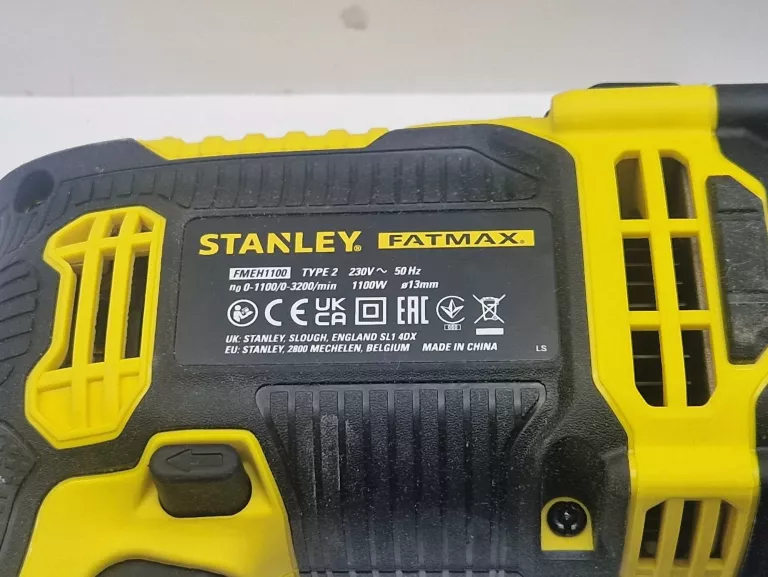 STANLEY® FATMAX®
FMEH1100 TYPE 2 230V ~ 50 Hz
n0 0-1100/0-3200/min 1100W ø13mm
CE UK CA EAC
UK: STANLEY, SLOUGH, ENGLAND SL1 4DX
EU: STANLEY, 2800 MECHELEN, BELGIUM MADE IN CHINA LS